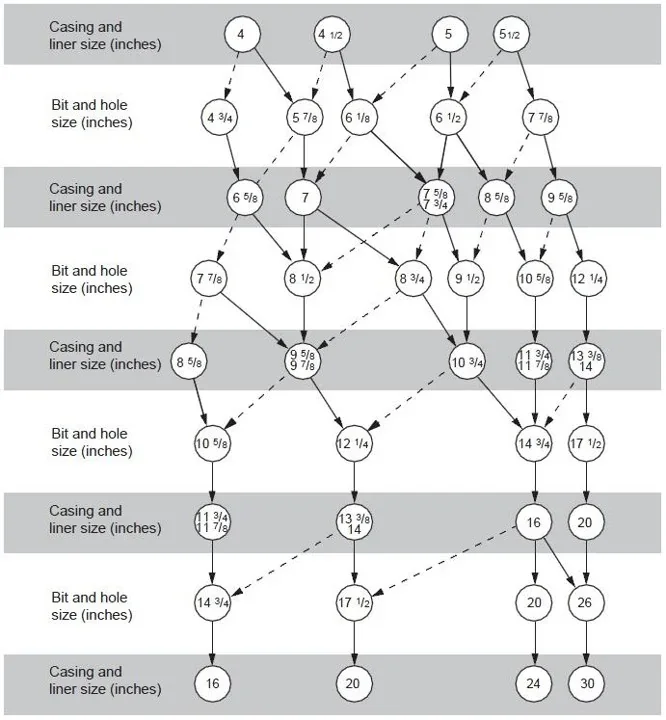 Casing and
liner size (inches)
4 4 1/2 5 5 1/2
Bit and hole
size (inches)
4 3/4 5 7/8 6 1/8 6 1/2 7 7/8
Casing and
liner size (inches)
6 5/8 7 7 5/8 8 5/8 9 5/8
7 3/4
Bit and hole
size (inches)
7 7/8 8 1/2 8 3/4 9 1/2 10 5/8 12 1/4
Casing and
liner size (inches)
8 5/8 9 5/8 10 3/4 11 3/4 13 3/8
9 7/8 11 7/8 14
Bit and hole
size (inches)
10 5/8 12 1/4 14 3/4 17 1/2
Casing and
liner size (inches)
11 3/4 13 3/8 16 20
11 7/8 14
Bit and hole
size (inches)
14 3/4 17 1/2 20 26
Casing and
liner size (inches)
16 20 24 30